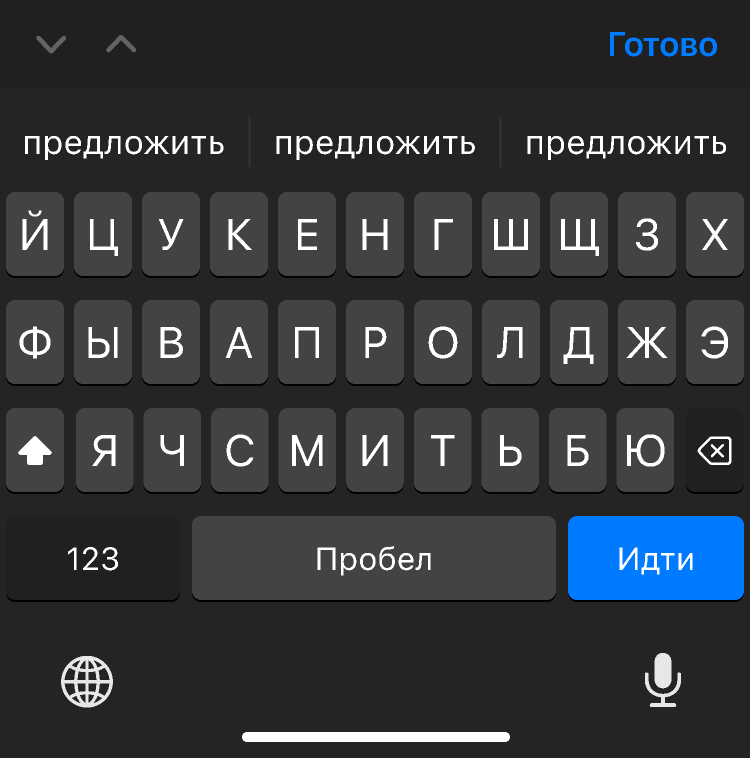 Готово
предложить предложить предложить
Й Ц У К Е Н Г Ш Щ З Х
Ф Ы В А П Р О Л Д Ж Э
Я Ч С М И Т Ь Б Ю
123 Пробел Идти